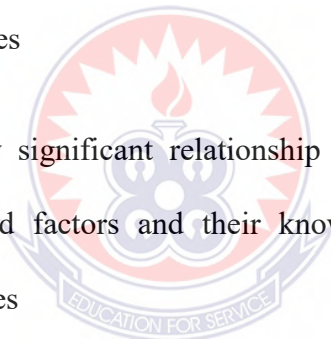 es
significant relationship
d factors and their know
es
EDUCATION FOR SERVICE